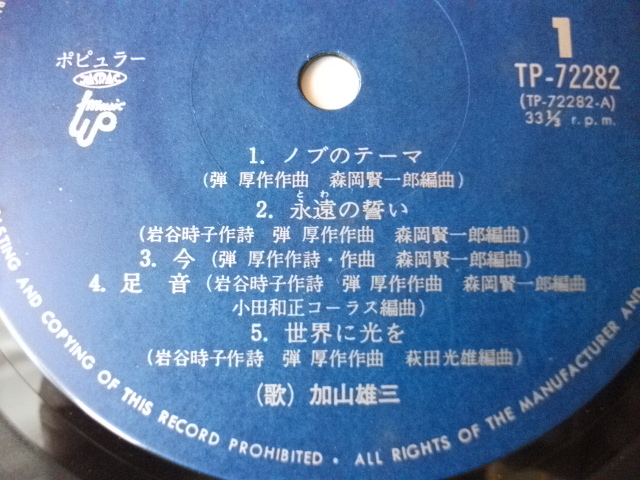 1
ポピュラー
JASRAC
Music
UP
TP-72282
(TP-72282-A)
33⅓ r.p.m.
1. ノブのテーマ
(弾 厚作作曲 森岡賢一郎編曲)
とわ
2. 永遠の誓い
(岩谷時子作詩 弾 厚作作曲 森岡賢一郎編曲)
3. 今 (弾 厚作作詩・作曲 森岡賢一郎編曲)
4. 足 音 (岩谷時子作詩 弾 厚作作曲 森岡賢一郎編曲
小田和正コーラス編曲)
5. 世界に光を
(岩谷時子作詩 弾 厚作作曲 萩田光雄編曲)
(歌) 加山雄三
STING AND COPYING OF THIS RECORD PROHIBITED • ALL RIGHTS OF THE MANUFACTURER AND